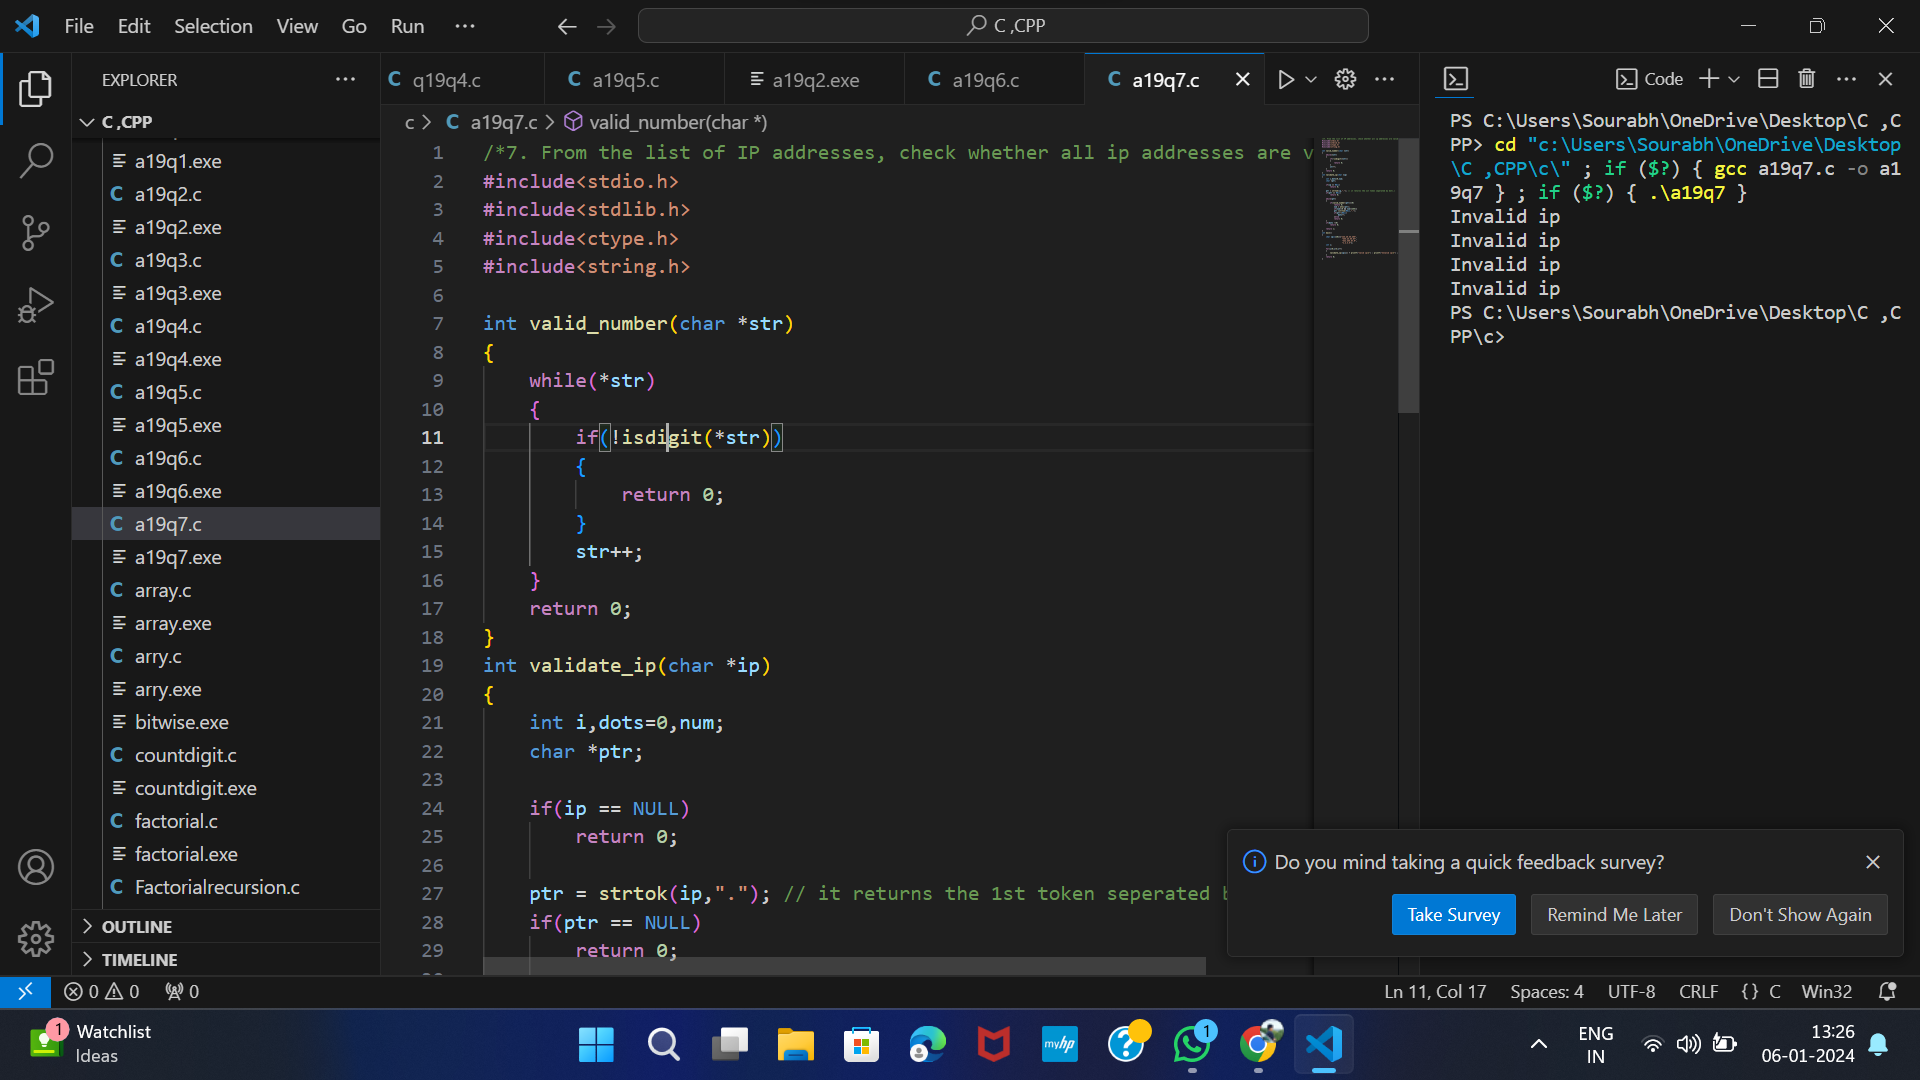 File Edit Selection View Go Run ···
C ,CPP
EXPLORER ···
C ,CPP
a19q1.exe
a19q2.c
a19q2.exe
a19q3.c
a19q3.exe
a19q4.c
a19q4.exe
a19q5.c
a19q5.exe
a19q6.c
a19q6.exe
a19q7.c
a19q7.exe
array.c
array.exe
arry.c
arry.exe
bitwise.exe
countdigit.c
countdigit.exe
factorial.c
factorial.exe
Factorialrecursion.c
OUTLINE
TIMELINE
C q19q4.c C a19q5.c a19q2.exe C a19q6.c C a19q7.c
c > C a19q7.c > valid_number(char *)
1 /*7. From the list of IP addresses, check whether all ip addresses are v
2 #include<stdio.h>
3 #include<stdlib.h>
4 #include<ctype.h>
5 #include<string.h>
6
7 int valid_number(char *str)
8 {
9 while(*str)
10 {
11 if(!isdigit(*str))
12 {
13 return 0;
14 }
15 str++;
16 }
17 return 0;
18 }
19 int validate_ip(char *ip)
20 {
21 int i,dots=0,num;
22 char *ptr;
23
24 if(ip == NULL)
25 return 0;
26
27 ptr = strtok(ip,"."); // it returns the 1st token seperated
28 if(ptr == NULL)
29 return 0;
Code
PS C:\Users\Sourabh\OneDrive\Desktop\C ,C
PP> cd "c:\Users\Sourabh\OneDrive\Desktop
\C ,CPP\c\" ; if ($?) { gcc a19q7.c -o a1
9q7 } ; if ($?) { .\a19q7 }
Invalid ip
Invalid ip
Invalid ip
Invalid ip
PS C:\Users\Sourabh\OneDrive\Desktop\C ,C
PP\c>
Do you mind taking a quick feedback survey?
Take Survey Remind Me Later Don't Show Again
0 0 0
Ln 11, Col 17 Spaces: 4 UTF-8 CRLF {} C Win32
1 Watchlist
Ideas
myhp
1
ENG
IN
13:26
06-01-2024